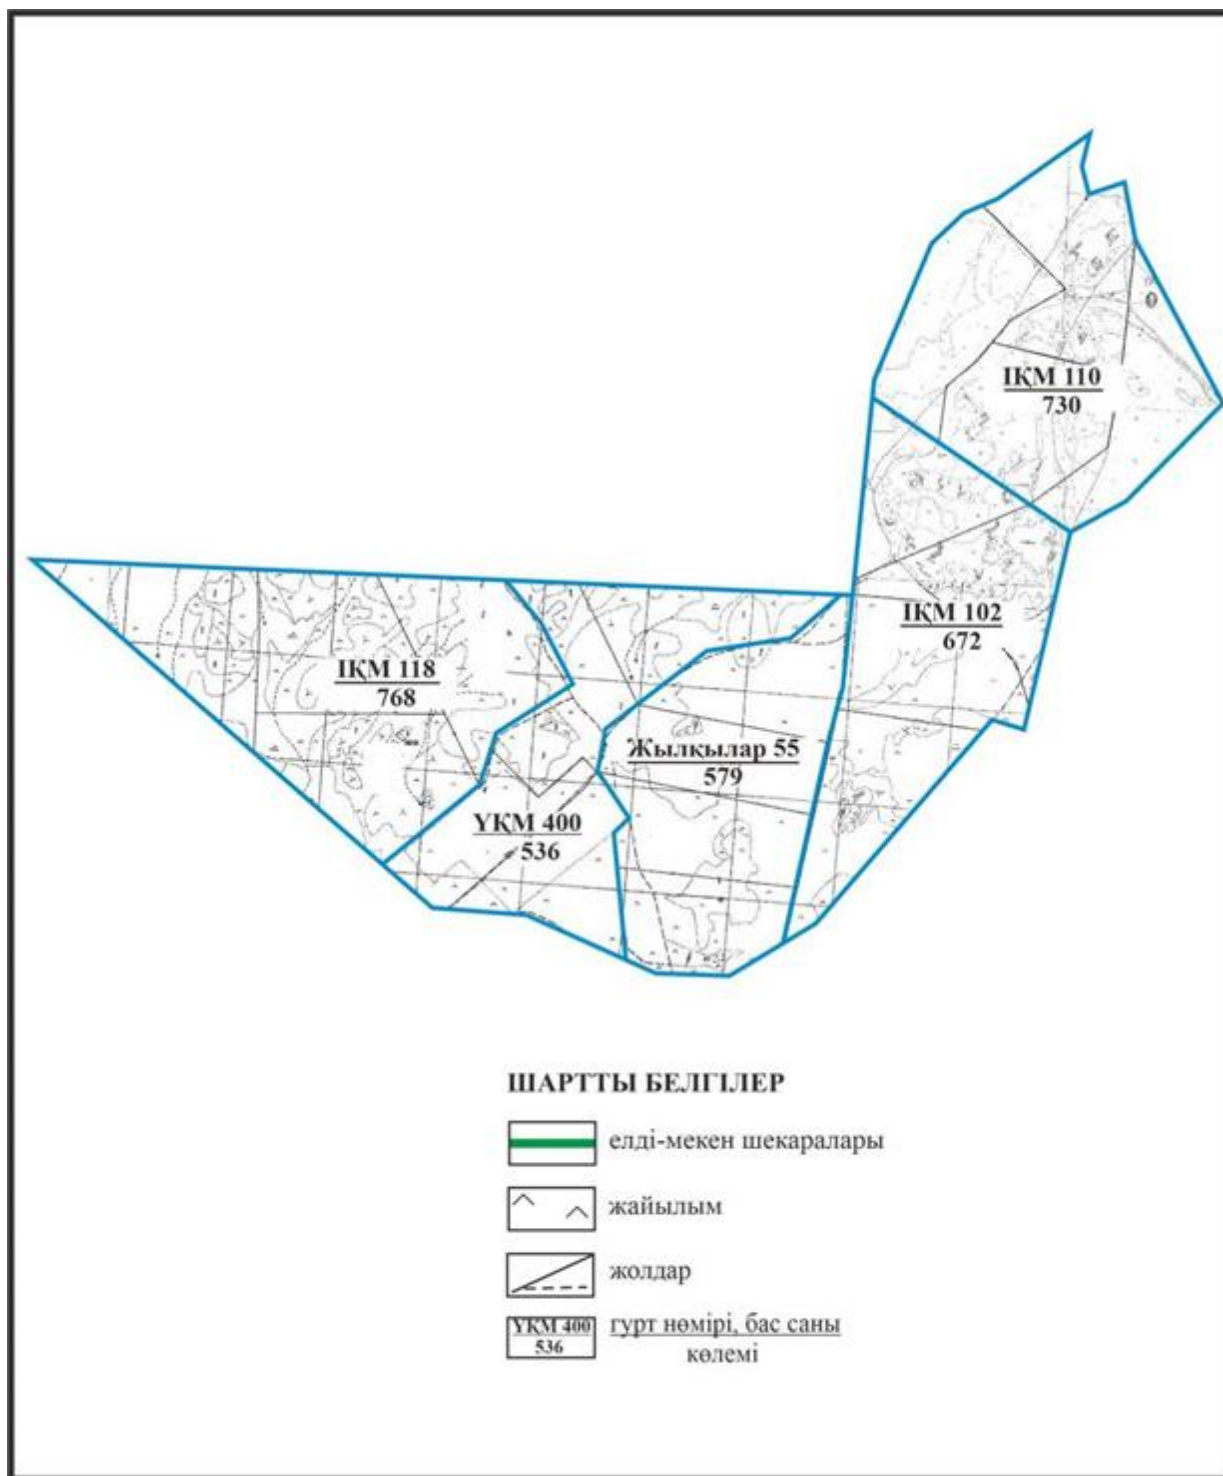 ІҚМ 110
730
ІҚМ 102
672
ІҚМ 118
768
Жылқылар 55
579
ҮҚМ 400
536
ШАРТТЫ БЕЛГІЛЕР
елді-мекен шекаралары
жайылым
жолдар
ҮҚМ 400
536
гурт нөмірі, бас саны
көлемі